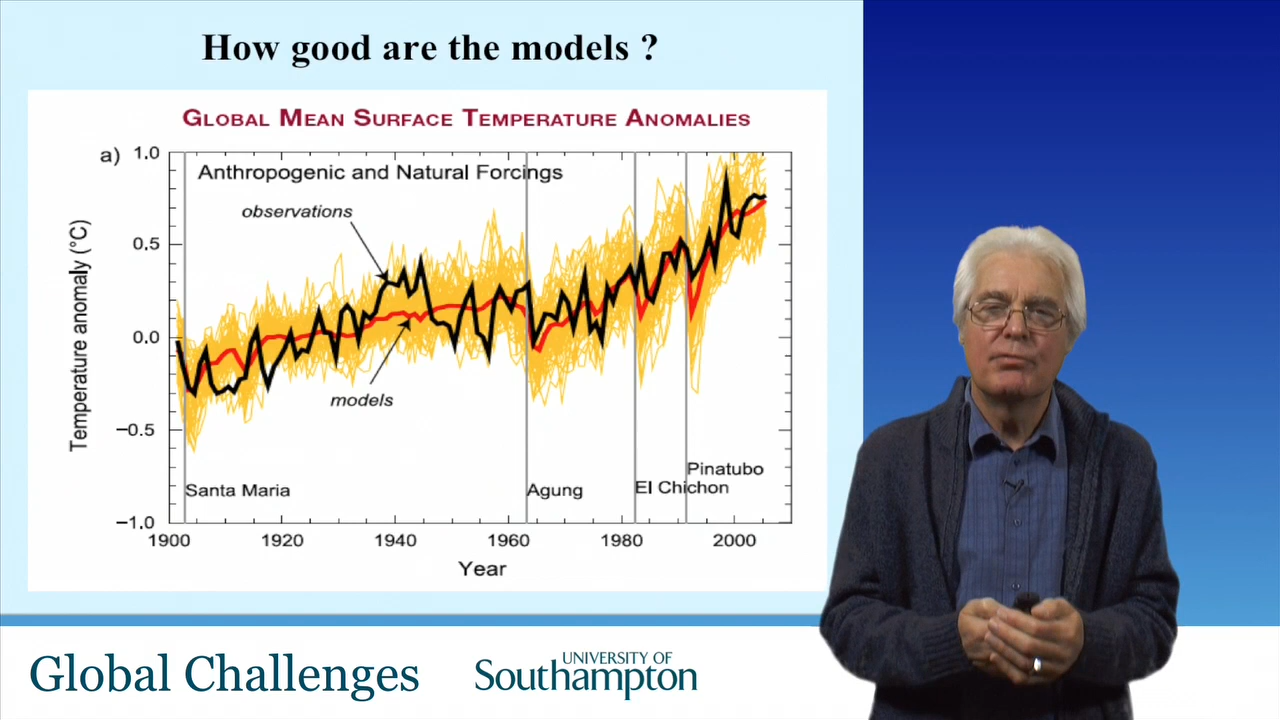 How good are the models ?
GLOBAL MEAN SURFACE TEMPERATURE ANOMALIES
a)
Anthropogenic and Natural Forcings
observations
models
Temperature anomaly (°C)
1.0
0.5
0.0
−0.5
−1.0
Santa Maria
Agung
El Chichon
Pinatubo
1900 1920 1940 1960 1980 2000
Year
Global Challenges
UNIVERSITY OF
Southampton